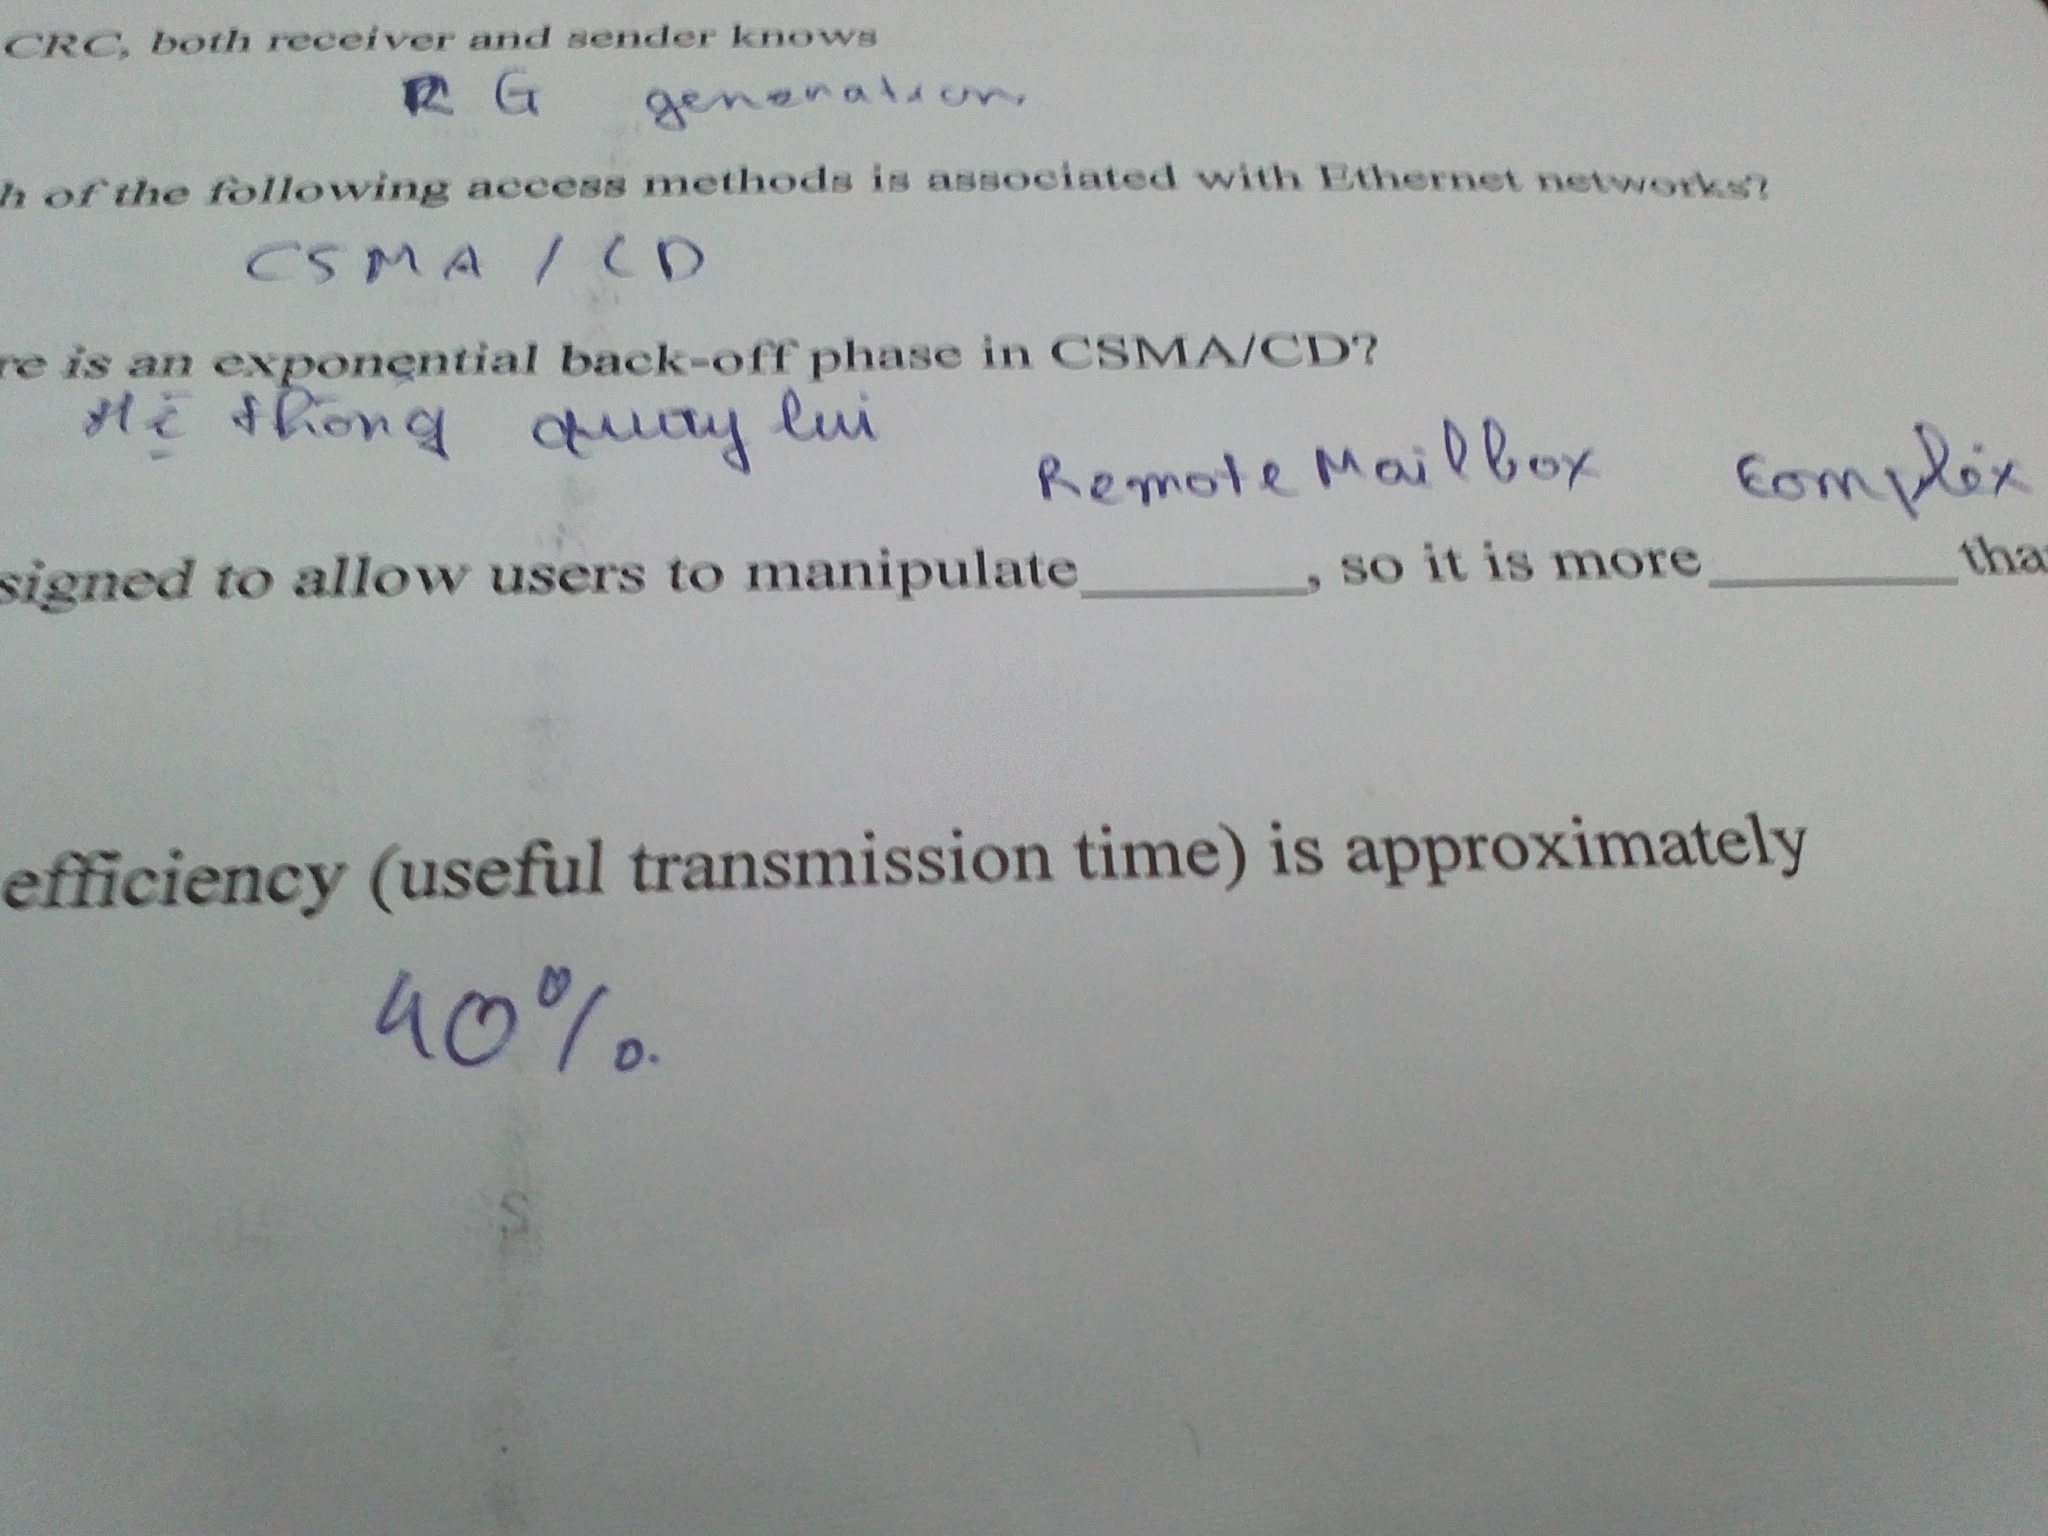 CRC, both receiver and sender knows
R G generation.
h of the following access methods is associated with Ethernet networks?
CSMA / CD
re is an exponential back-off phase in CSMA/CD?
Hệ thống quay lui
Remote Mailbox complex
signed to allow users to manipulate______, so it is more________tha
efficiency (useful transmission time) is approximately
40%.